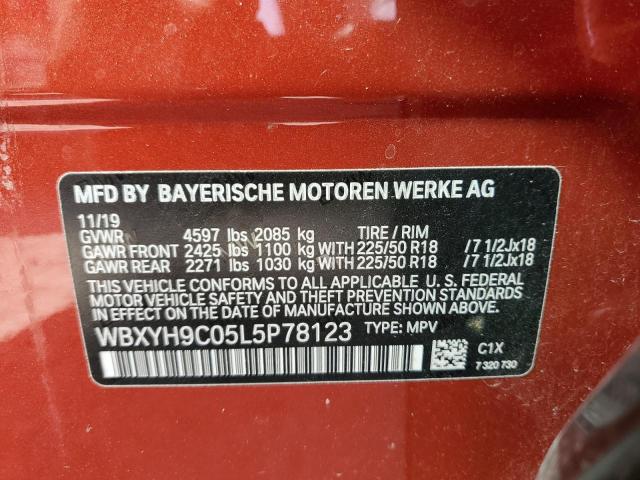 MFD BY BAYERISCHE MOTOREN WERKE AG
11/19
GVWR 4597 lbs 2085 kg TIRE / RIM
GAWR FRONT 2425 lbs 1100 kg WITH 225/50 R18 /7 1/2Jx18
GAWR REAR 2271 lbs 1030 kg WITH 225/50 R18 /7 1/2Jx18
THIS VEHICLE CONFORMS TO ALL APPLICABLE U. S. FEDERAL
MOTOR VEHICLE SAFETY AND THEFT PREVENTION STANDARDS
IN EFFECT ON THE DATE OF MANUFACTURE SHOWN ABOVE.
WBXYH9C05L5P78123 TYPE: MPV
C1X
7 320 730